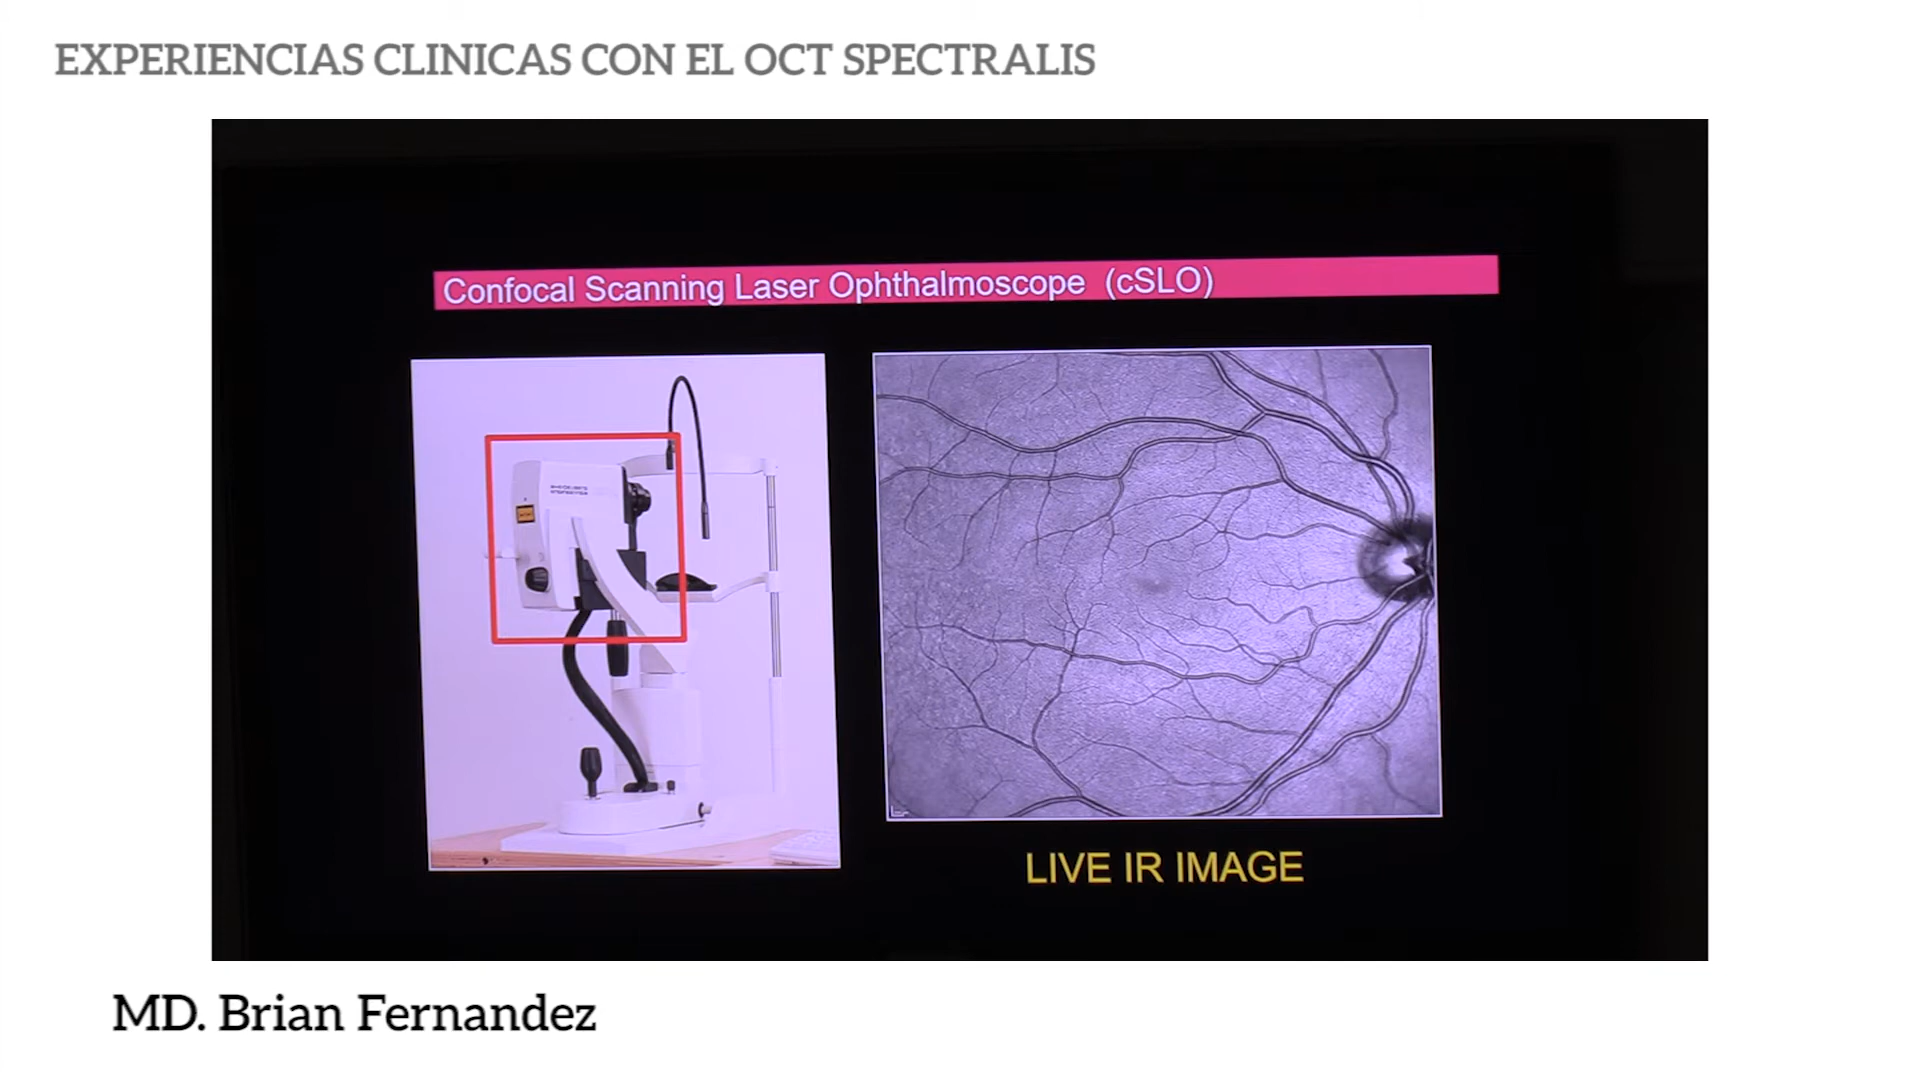 EXPERIENCIAS CLINICAS CON EL OCT SPECTRALIS
Confocal Scanning Laser Ophthalmoscope (cSLO)
LIVE IR IMAGE
MD. Brian Fernandez